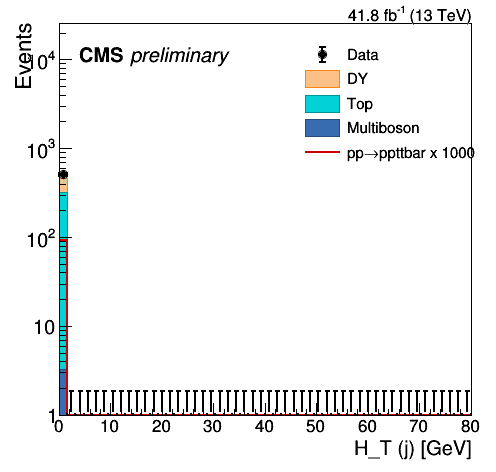 41.8 fb⁻¹ (13 TeV)
Events
CMS preliminary
Data
DY
Top
Multiboson
pp→ppttbar x 1000
10⁴
10³
10²
10
1
0 10 20 30 40 50 60 70 80
H_T (j) [GeV]